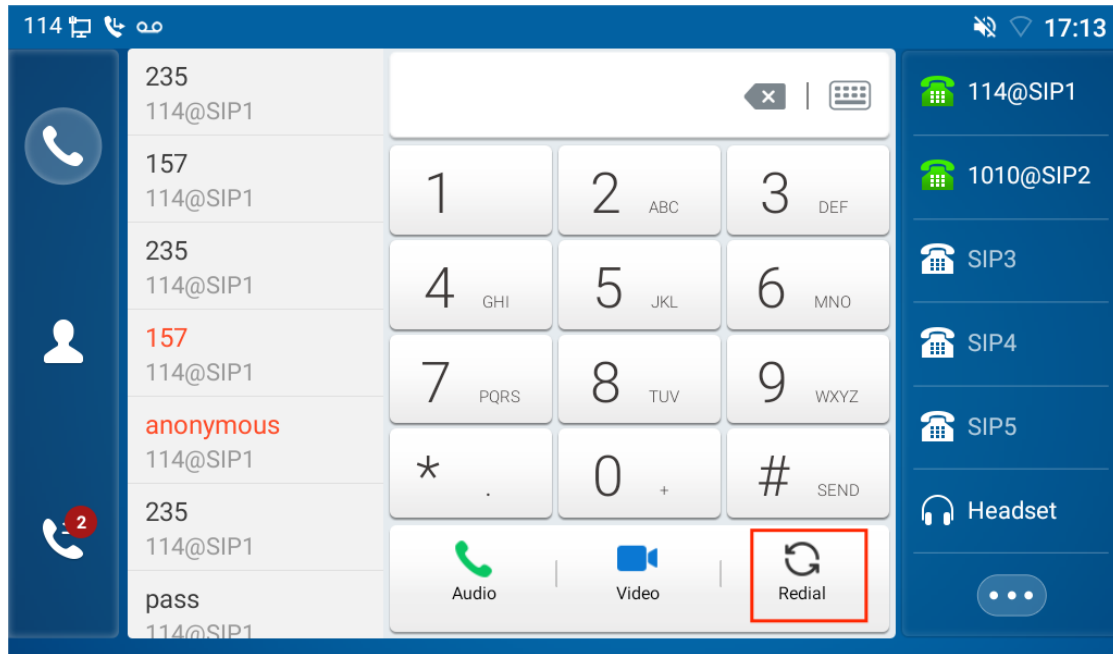 114
17:13
235
114@SIP1
157
114@SIP1
235
114@SIP1
157
114@SIP1
anonymous
114@SIP1
235
114@SIP1
pass
114@SIP1
2
1
2 ABC
3 DEF
4 GHI
5 JKL
6 MNO
7 PQRS
8 TUV
9 WXYZ
* .
0 +
# SEND
Audio
Video
Redial
114@SIP1
1010@SIP2
SIP3
SIP4
SIP5
Headset